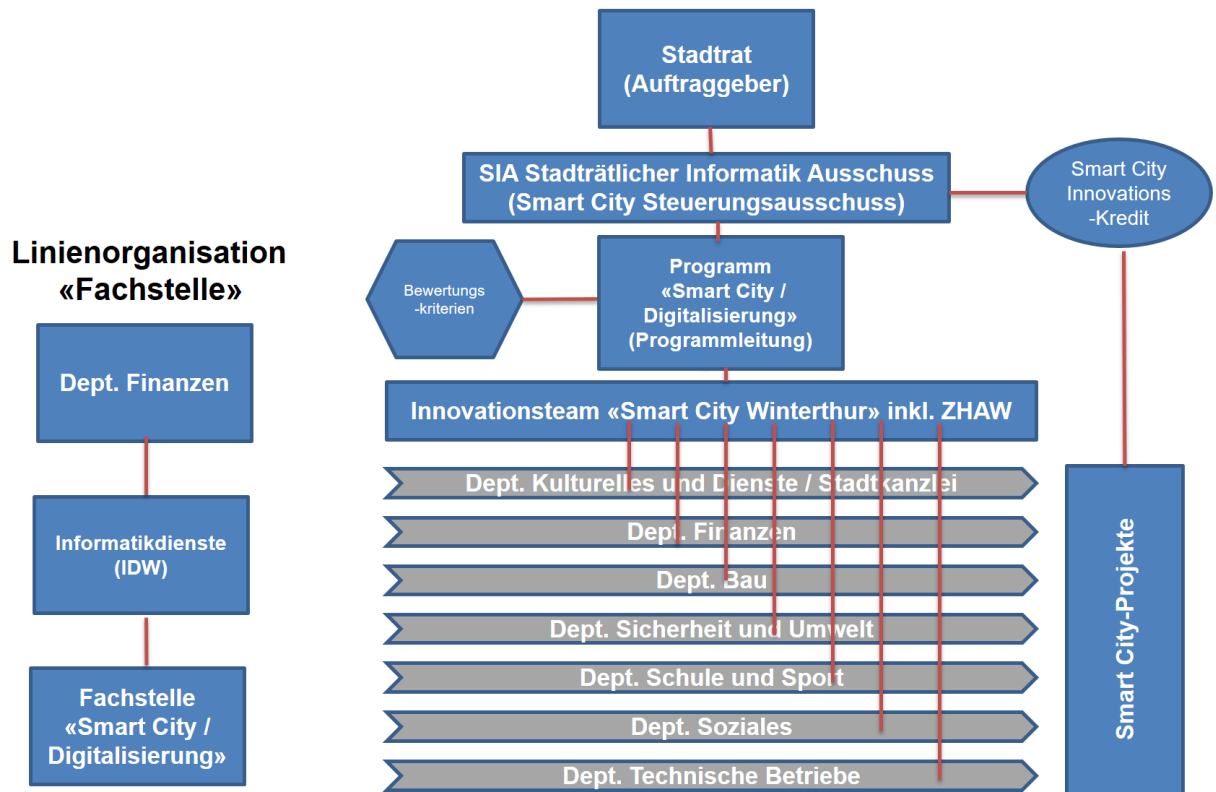 Stadtrat
(Auftraggeber)
SIA Stadträtlicher Informatik Ausschuss
(Smart City Steuerungsausschuss)
Smart City
Innovations
-Kredit
Linienorganisation
«Fachstelle»
Bewertungs
-kriterien
Programm
«Smart City /
Digitalisierung»
(Programmleitung)
Dept. Finanzen
Innovationsteam «Smart City Winterthur» inkl. ZHAW
Informatikdienste
(IDW)
Fachstelle
«Smart City /
Digitalisierung»
Dept. Kulturelles und Dienste / Stadtkanzlei
Dept. Finanzen
Dept. Bau
Dept. Sicherheit und Umwelt
Dept. Schule und Sport
Dept. Soziales
Dept. Technische Betriebe
Smart City-Projekte